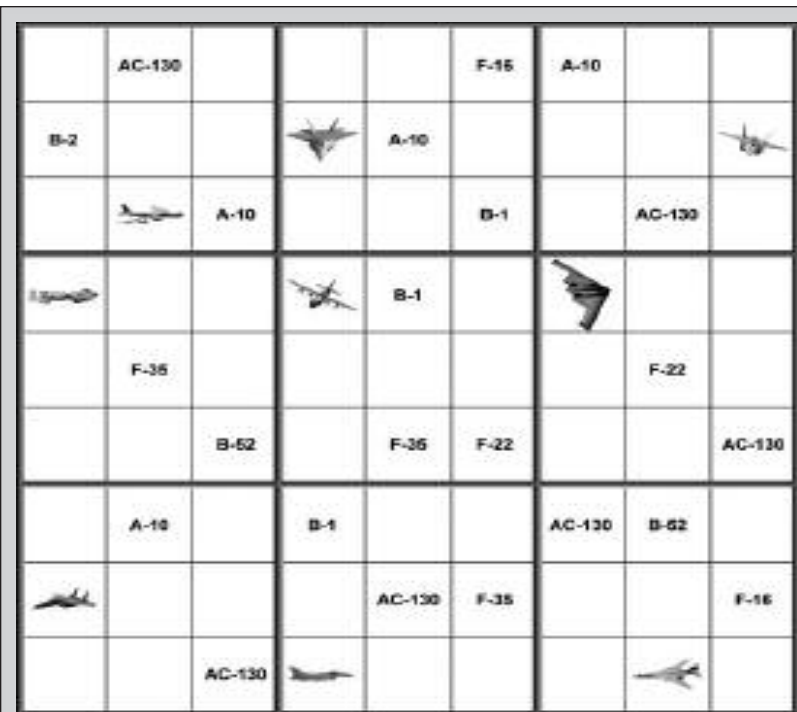 AC-130 F-16 A-10
B-2 A-10
A-10 B-1 AC-130
B-1
F-35 F-22
B-52 F-35 F-22 AC-130
A-10 B-1 AC-130 B-52
AC-130 F-35 F-16
AC-130